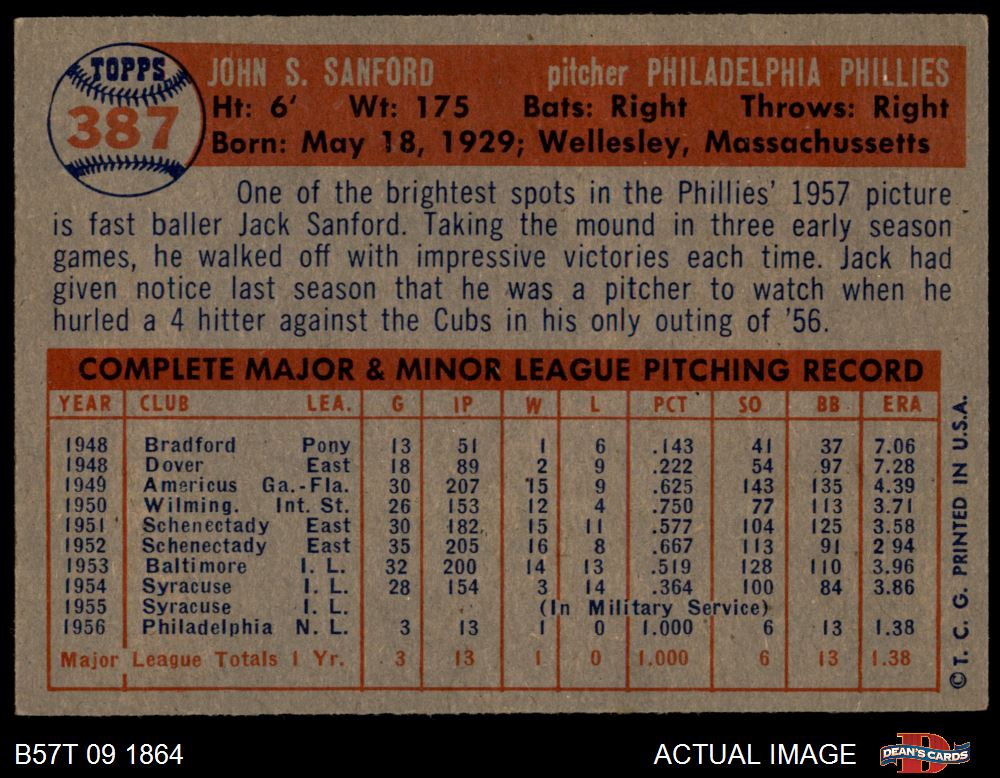 TOPPS
387
JOHN S. SANFORD pitcher PHILADELPHIA PHILLIES
Ht: 6' Wt: 175 Bats: Right Throws: Right
Born: May 18, 1929; Wellesley, Massachussetts
One of the brightest spots in the Phillies' 1957 picture
is fast baller Jack Sanford. Taking the mound in three early season
games, he walked off with impressive victories each time. Jack had
given notice last season that he was a pitcher to watch when he
hurled a 4 hitter against the Cubs in his only outing of '56.
COMPLETE MAJOR & MINOR LEAGUE PITCHING RECORD
YEAR CLUB LEA. G IP W L PCT SO BB ERA
1948 Bradford Pony 13 51 1 6 .143 41 37 7.06
1948 Dover East 18 89 2 9 .222 54 97 7.28
1949 Americus Ga.-Fla. 30 207 15 9 .625 143 135 4.39
1950 Wilming. Int. St. 26 153 12 4 .750 77 113 3.71
1951 Schenectady East 30 182 15 11 .577 104 125 3.58
1952 Schenectady East 35 205 16 8 .667 113 91 2 94
1953 Baltimore I. L. 32 200 14 13 .519 128 110 3.96
1954 Syracuse I. L. 28 154 3 14 .364 100 84 3.86
1955 Syracuse I. L. (In Military Service)
1956 Philadelphia N. L. 3 13 1 0 1.000 6 13 1.38
Major League Totals 1 Yr. 3 13 1 0 1.000 6 13 1.38
© T. C. G. PRINTED IN U.S.A.
B57T 09 1864 ACTUAL IMAGE
D
DEAN'S CARDS